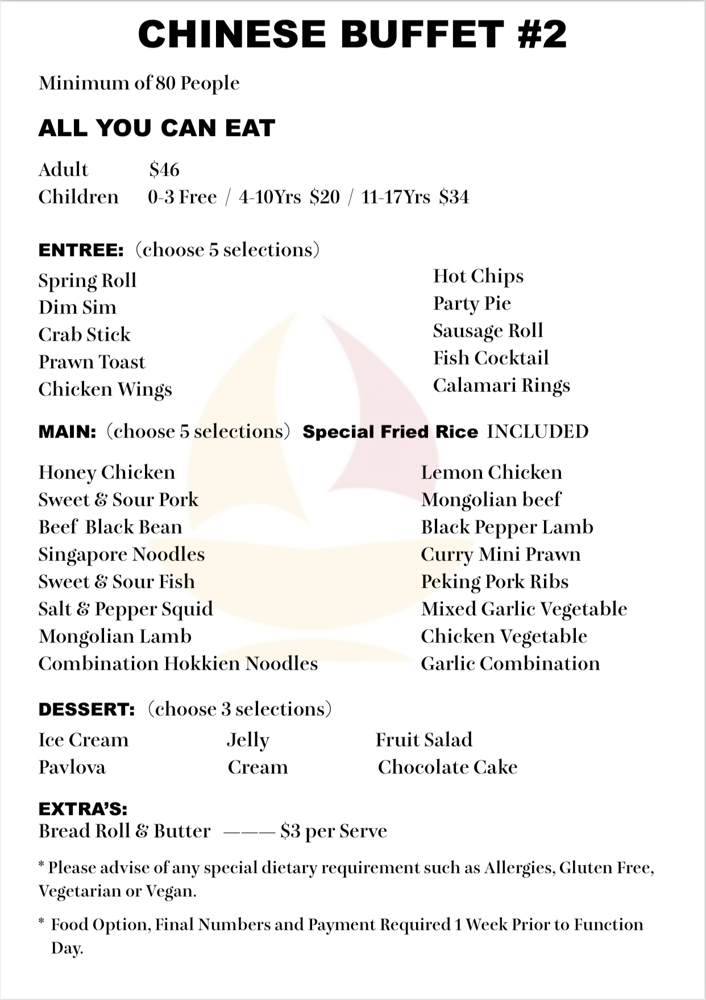 CHINESE BUFFET #2
Minimum of 80 People
ALL YOU CAN EAT
Adult $46
Children 0-3 Free / 4-10Yrs $20 / 11-17Yrs $34
ENTREE: (choose 5 selections)
Spring Roll
Dim Sim
Crab Stick
Prawn Toast
Chicken Wings
Hot Chips
Party Pie
Sausage Roll
Fish Cocktail
Calamari Rings
MAIN: (choose 5 selections) Special Fried Rice INCLUDED
Honey Chicken
Sweet & Sour Pork
Beef Black Bean
Singapore Noodles
Sweet & Sour Fish
Salt & Pepper Squid
Mongolian Lamb
Combination Hokkien Noodles
Lemon Chicken
Mongolian beef
Black Pepper Lamb
Curry Mini Prawn
Peking Pork Ribs
Mixed Garlic Vegetable
Chicken Vegetable
Garlic Combination
DESSERT: (choose 3 selections)
Ice Cream Jelly Fruit Salad
Pavlova Cream Chocolate Cake
EXTRA’S:
Bread Roll & Butter ——— $3 per Serve
* Please advise of any special dietary requirement such as Allergies, Gluten Free,
Vegetarian or Vegan.
* Food Option, Final Numbers and Payment Required 1 Week Prior to Function
Day.